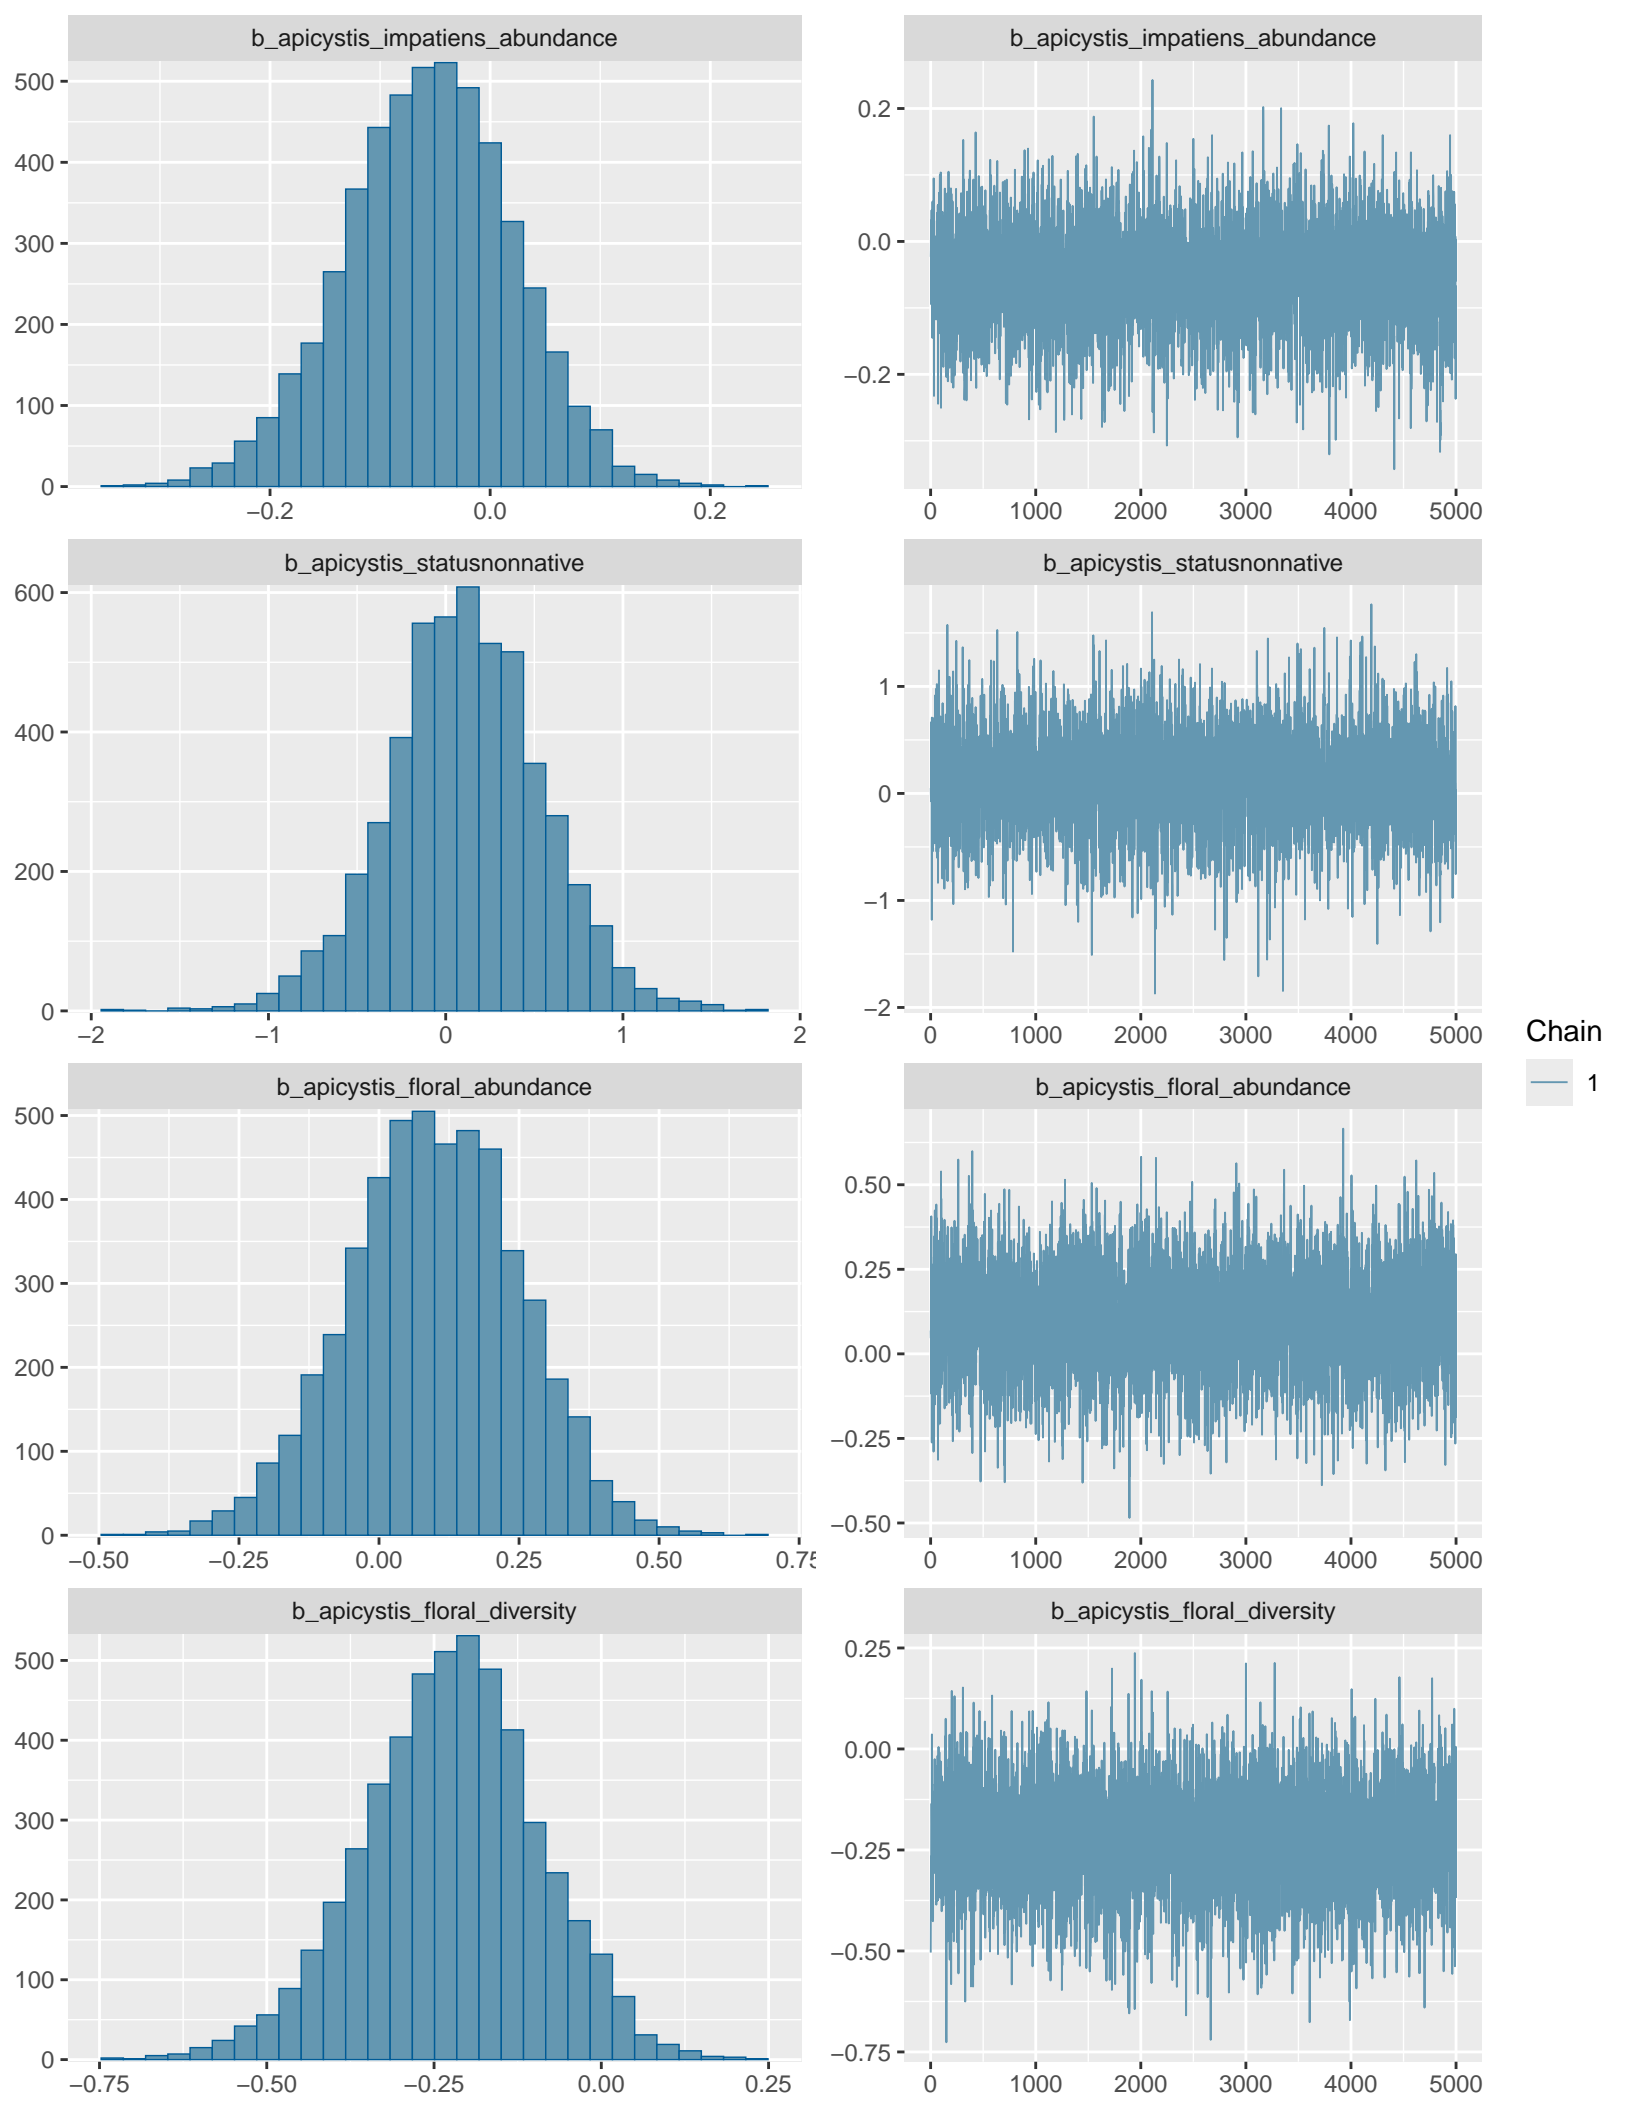 b_apicystis_impatiens_abundance
500
400
300
200
100
0
−0.2 0.0 0.2
b_apicystis_impatiens_abundance
0.2
0.0
−0.2
0 1000 2000 3000 4000 5000
b_apicystis_statusnonnative
600
400
200
0
−2 −1 0 1 2
b_apicystis_statusnonnative
1
0
−1
−2
0 1000 2000 3000 4000 5000
b_apicystis_floral_abundance
500
400
300
200
100
0
−0.50 −0.25 0.00 0.25 0.50 0.75
b_apicystis_floral_abundance
0.50
0.25
0.00
−0.25
−0.50
0 1000 2000 3000 4000 5000
b_apicystis_floral_diversity
500
400
300
200
100
0
−0.75 −0.50 −0.25 0.00 0.25
b_apicystis_floral_diversity
0.25
0.00
−0.25
−0.50
−0.75
0 1000 2000 3000 4000 5000
Chain
1